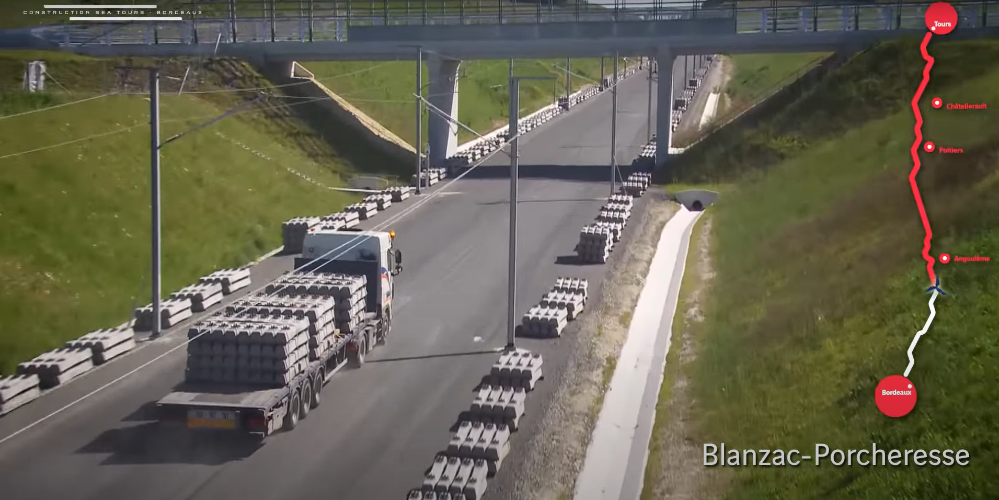 CONSTRUCTION SEA TOURS - BORDEAUX
Tours
Châtellerault
Poitiers
Angoulême
Bordeaux
Blanzac-Porcheresse